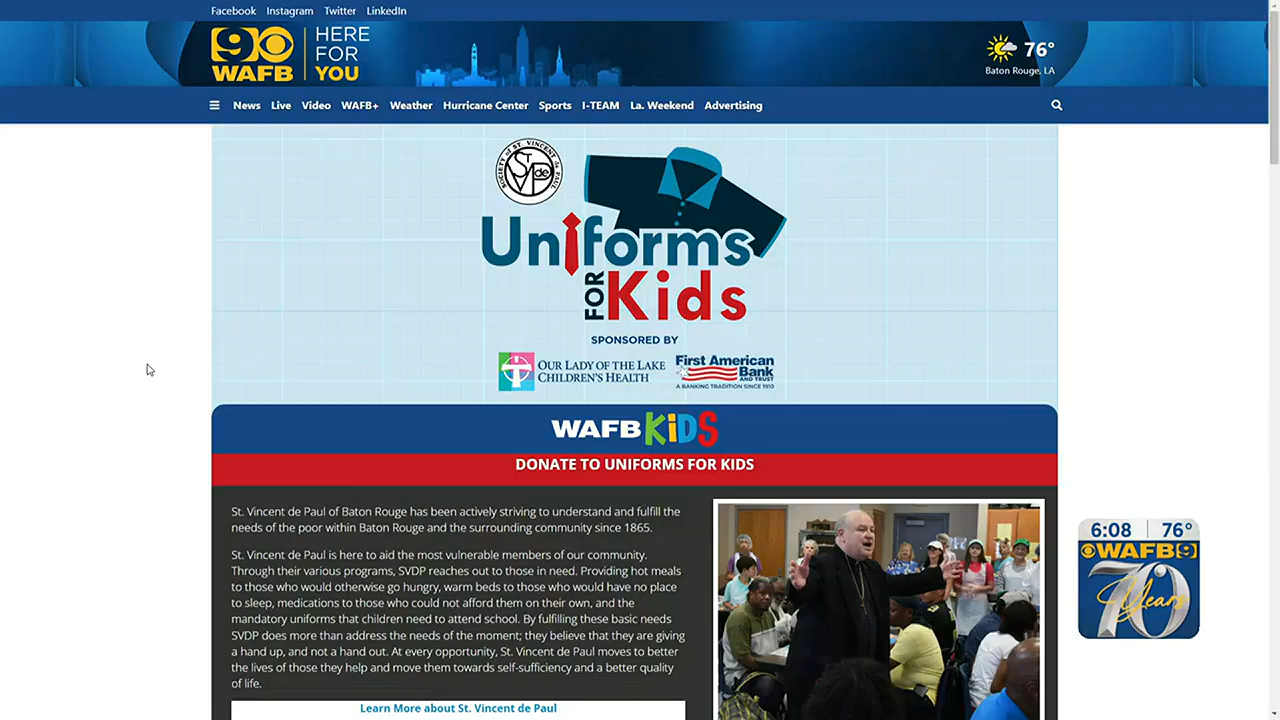 Facebook Instagram Twitter LinkedIn
90 WAFB
HERE FOR YOU
76°
Baton Rouge, LA
News Live Video WAFB+ Weather Hurricane Center Sports I-TEAM La. Weekend Advertising
SOCIETY of ST. VINCENT de PAUL
STVdeP
Uniforms
FOR Kids
SPONSORED BY
OUR LADY OF THE LAKE
CHILDREN'S HEALTH
First American
Bank
AND TRUST
A BANKING TRADITION SINCE 1910
WAFB KiDS
DONATE TO UNIFORMS FOR KIDS
St. Vincent de Paul of Baton Rouge has been actively striving to understand and fulfill the
needs of the poor within Baton Rouge and the surrounding community since 1865.
St. Vincent de Paul is here to aid the most vulnerable members of our community.
Through their various programs, SVDP reaches out to those in need. Providing hot meals
to those who would otherwise go hungry, warm beds to those who would have no place
to sleep, medications to those who could not afford them on their own, and the
mandatory uniforms that children need to attend school. By fulfilling these basic needs
SVDP does more than address the needs of the moment; they believe that they are giving
a hand up, and not a hand out. At every opportunity, St. Vincent de Paul moves to better
the lives of those they help and move them towards self-sufficiency and a better quality
of life.
Learn More about St. Vincent de Paul
6:08 76°
WAFB 9
70
Years